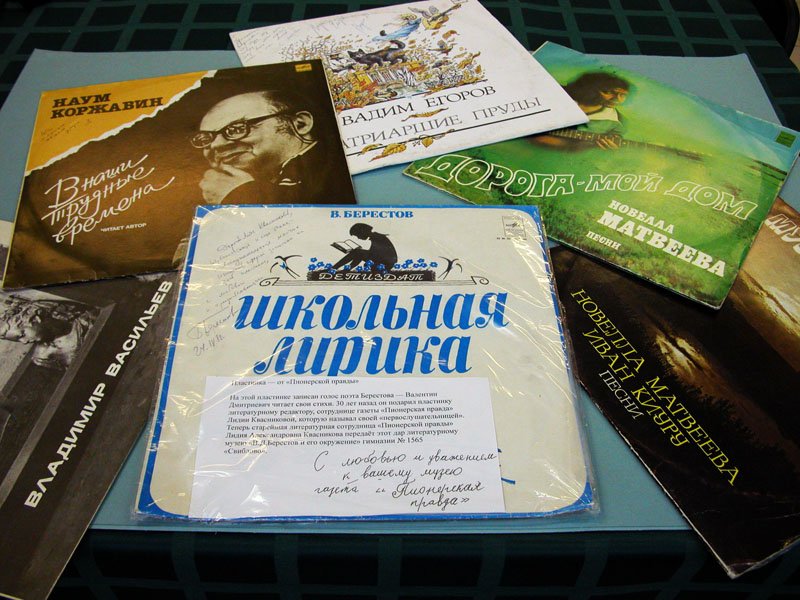 НАУМ
КОРЖАВИН
В наши
трудные
времена
ЧИТАЕТ АВТОР
ВАДИМ ЕГОРОВ
АТРИАРШИЕ ПРУДЫ
ДОРОГА-МОЙ ДОМ
НОВЕЛЛА
МАТВЕЕВА
ПЕСНИ
ВЛАДИМИР ВАСИЛЬЕВ
В. БЕРЕСТОВ
ДЕТИЗДАТ
ШКОЛЬНАЯ
ЛИРИКА
Пластинка — от «Пионерской правды»
На этой пластинке записан голос поэта Берестова — Валентин
Дмитриевич читает свои стихи. 30 лет назад он подарил пластинку
литературному редактору, сотруднице газеты «Пионерская правда»
Лидии Квасниковой, которую называл своей «первослушательницей».
Теперь старейшая литературная сотрудница «Пионерской правды»
Лидия Александровна Квасникова передаёт этот дар литературному
музею «В.Д.Берестов и его окружение» гимназии № 1565
«Свиблово».
С любовью и уважением
к вашему музею
газета «Пионерская
правда»
НОВЕЛЛА МАТВЕЕВА
ИВАН КИУРУ
ПЕСНИ